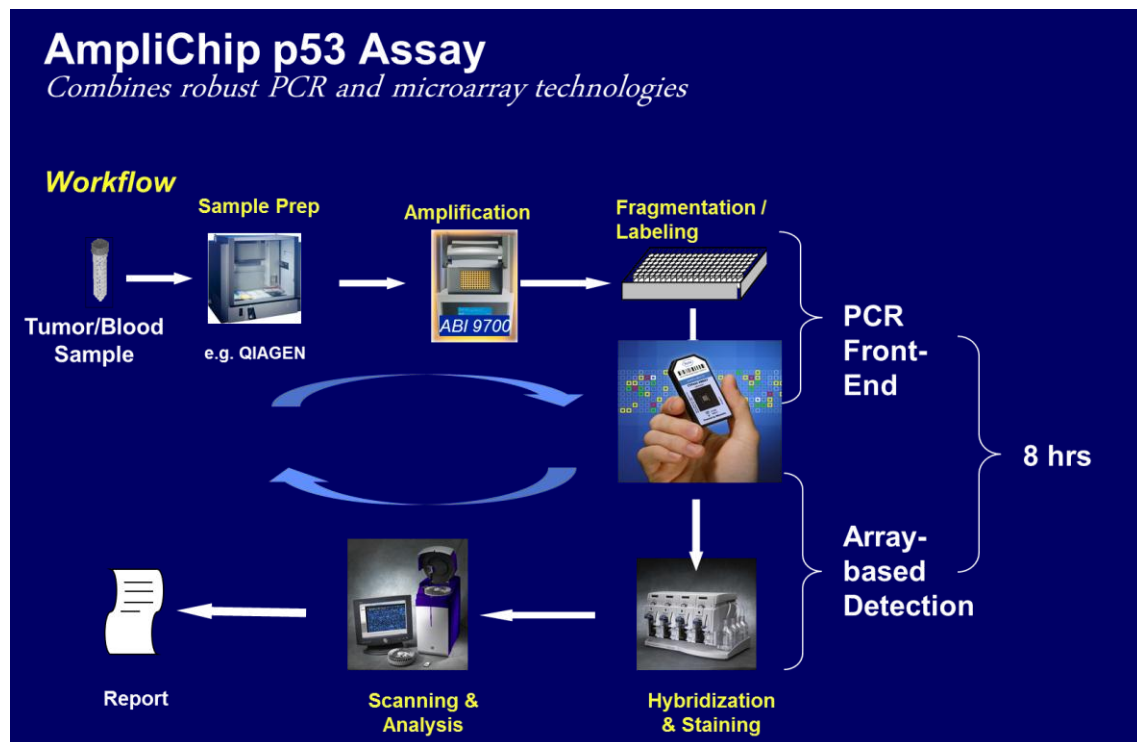 AmpliChip p53 Assay
Combines robust PCR and microarray technologies
Workflow
Sample Prep
Amplification
Fragmentation /
Labeling
ABI 9700
Tumor/Blood
Sample
e.g. QIAGEN
PCR
Front-
End
8 hrs
Array-
based
Detection
Report
Scanning &
Analysis
Hybridization
& Staining